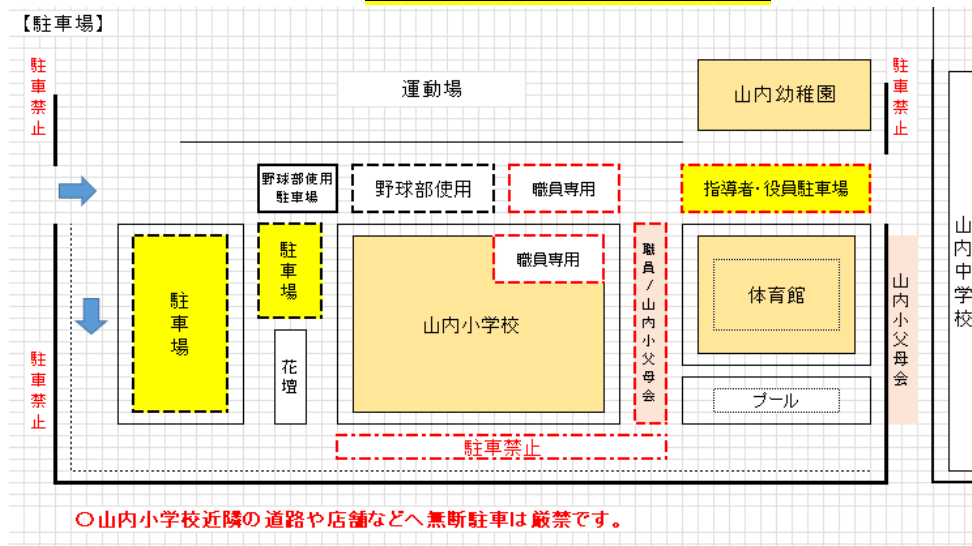 【駐車場】
駐車禁止
運動場
山内幼稚園
駐車禁止
野球部使用
駐車場
野球部使用
職員専用
指導者・役員駐車場
駐車場
駐車場
職員専用
山内小学校
職員/山内小父母会
体育館
山内小父母会
山内中学校
花壇
プール
駐車禁止
駐車禁止
〇山内小学校近隣の道路や店舗などへ無断駐車は厳禁です。